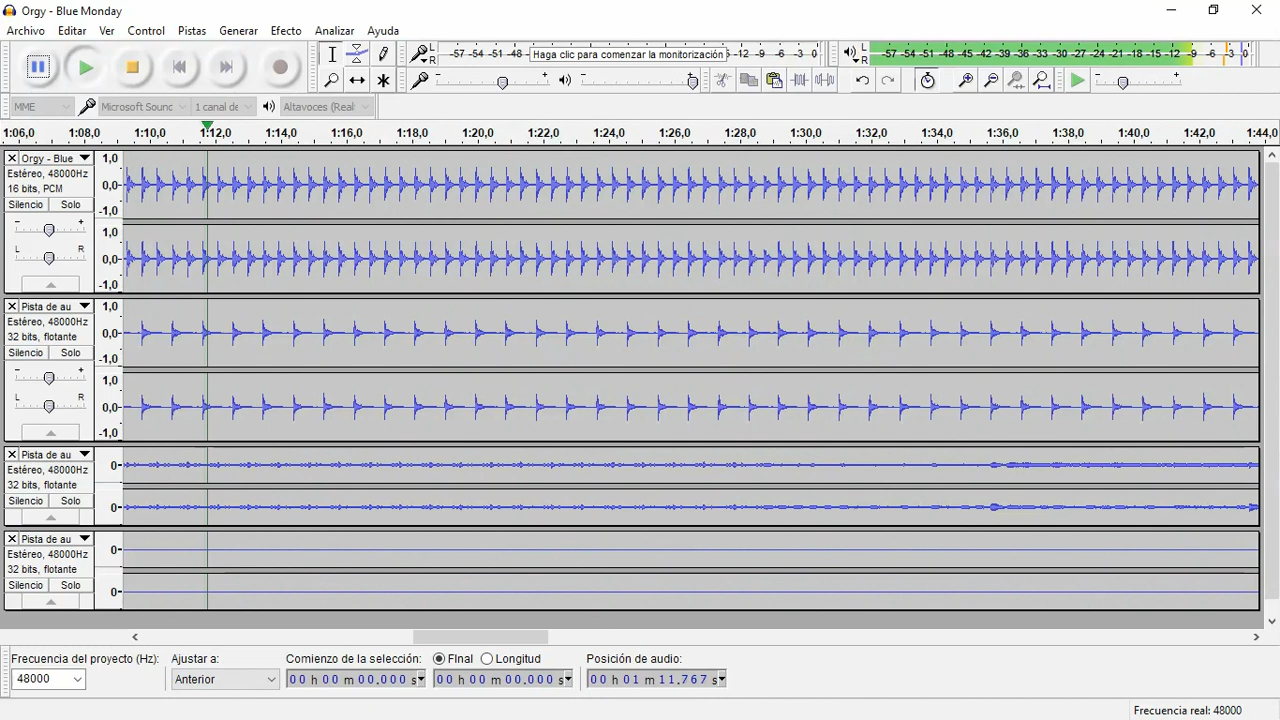 Orgy - Blue Monday
Archivo Editar Ver Control Pistas Generar Efecto Analizar Ayuda
L R -57 -54 -51 -48 Haga clic para comenzar la monitorización -12 -9 -6 -3 0
L R -57 -54 -51 -48 -45 -42 -39 -36 -33 -30 -27 -24 -21 -18 -15 -12 -9 -6 -3 0
- + - + - +
MME Microsoft Sounc 1 canal de Altavoces (Real
1:06,0 1:08,0 1:10,0 1:12,0 1:14,0 1:16,0 1:18,0 1:20,0 1:22,0 1:24,0 1:26,0 1:28,0 1:30,0 1:32,0 1:34,0 1:36,0 1:38,0 1:40,0 1:42,0 1:44,0
Orgy - Blue
Estéreo, 48000Hz
16 bits, PCM
Silencio Solo
- +
L R
1,0
0,0-
-1,0
1,0
0,0-
-1,0
Pista de au
Estéreo, 48000Hz
32 bits, flotante
Silencio Solo
- +
L R
1,0
0,0-
-1,0
1,0
0,0-
-1,0
Pista de au
Estéreo, 48000Hz
32 bits, flotante
Silencio Solo
0-
0-
Pista de au
Estéreo, 48000Hz
32 bits, flotante
Silencio Solo
0-
0-
Frecuencia del proyecto (Hz): Ajustar a: Comienzo de la selección: FInal Longitud Posición de audio:
48000 Anterior 00 h 00 m 00.000 s 00 h 00 m 00.000 s 00 h 01 m 11.767 s
Frecuencia real: 48000